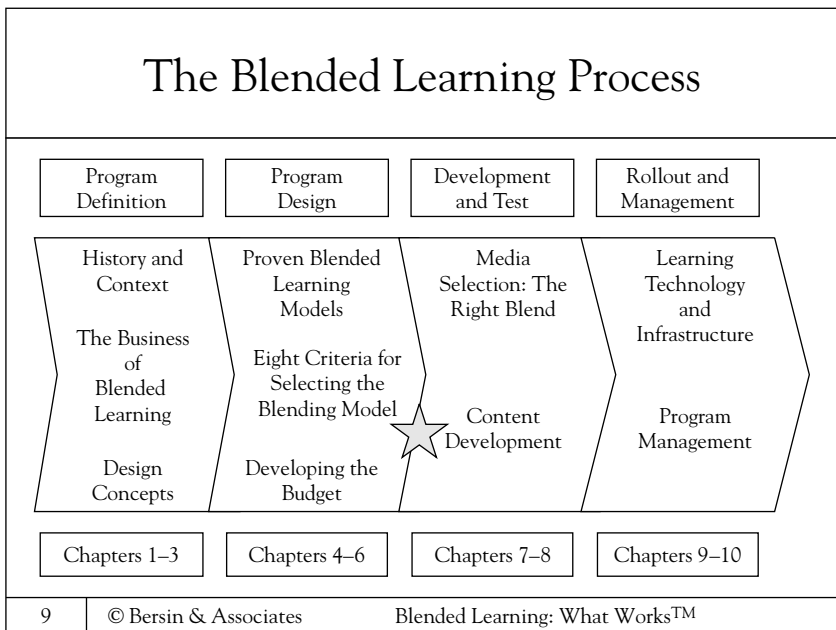 The Blended Learning Process
Program
Definition
Program
Design
Development
and Test
Rollout and
Management
History and
Context
The Business
of
Blended
Learning
Design
Concepts
Proven Blended
Learning
Models
Eight Criteria for
Selecting the
Blending Model
Developing the
Budget
Media
Selection: The
Right Blend
Content
Development
Learning
Technology
and
Infrastructure
Program
Management
Chapters 1–3
Chapters 4–6
Chapters 7–8
Chapters 9–10
9
© Bersin & Associates
Blended Learning: What Works™